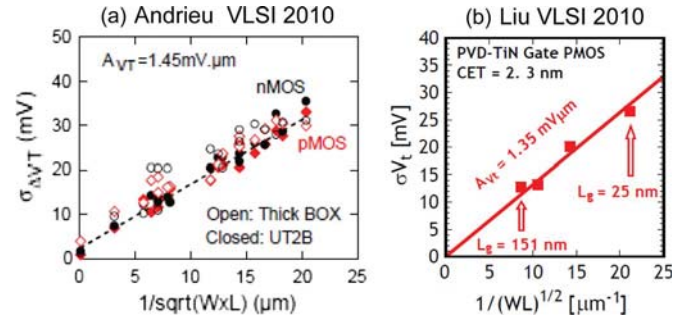 (a) Andrieu VLSI 2010
50
A_VT=1.45mV.µm
40
nMOS
30
20
pMOS
10
Open: Thick BOX
Closed: UT2B
0
0 5 10 15 20 25
σ_ΔVT (mV)
1/sqrt(WxL) (µm)
(b) Liu VLSI 2010
40
PVD-TiN Gate PMOS
35
CET = 2. 3 nm
30
25
A_Vt = 1.35 mVµm
20
15
L_g = 25 nm
10
5
L_g = 151 nm
0
0 5 10 15 20 25
σV_t [mV]
1/(WL)^1/2 [µm^-1]